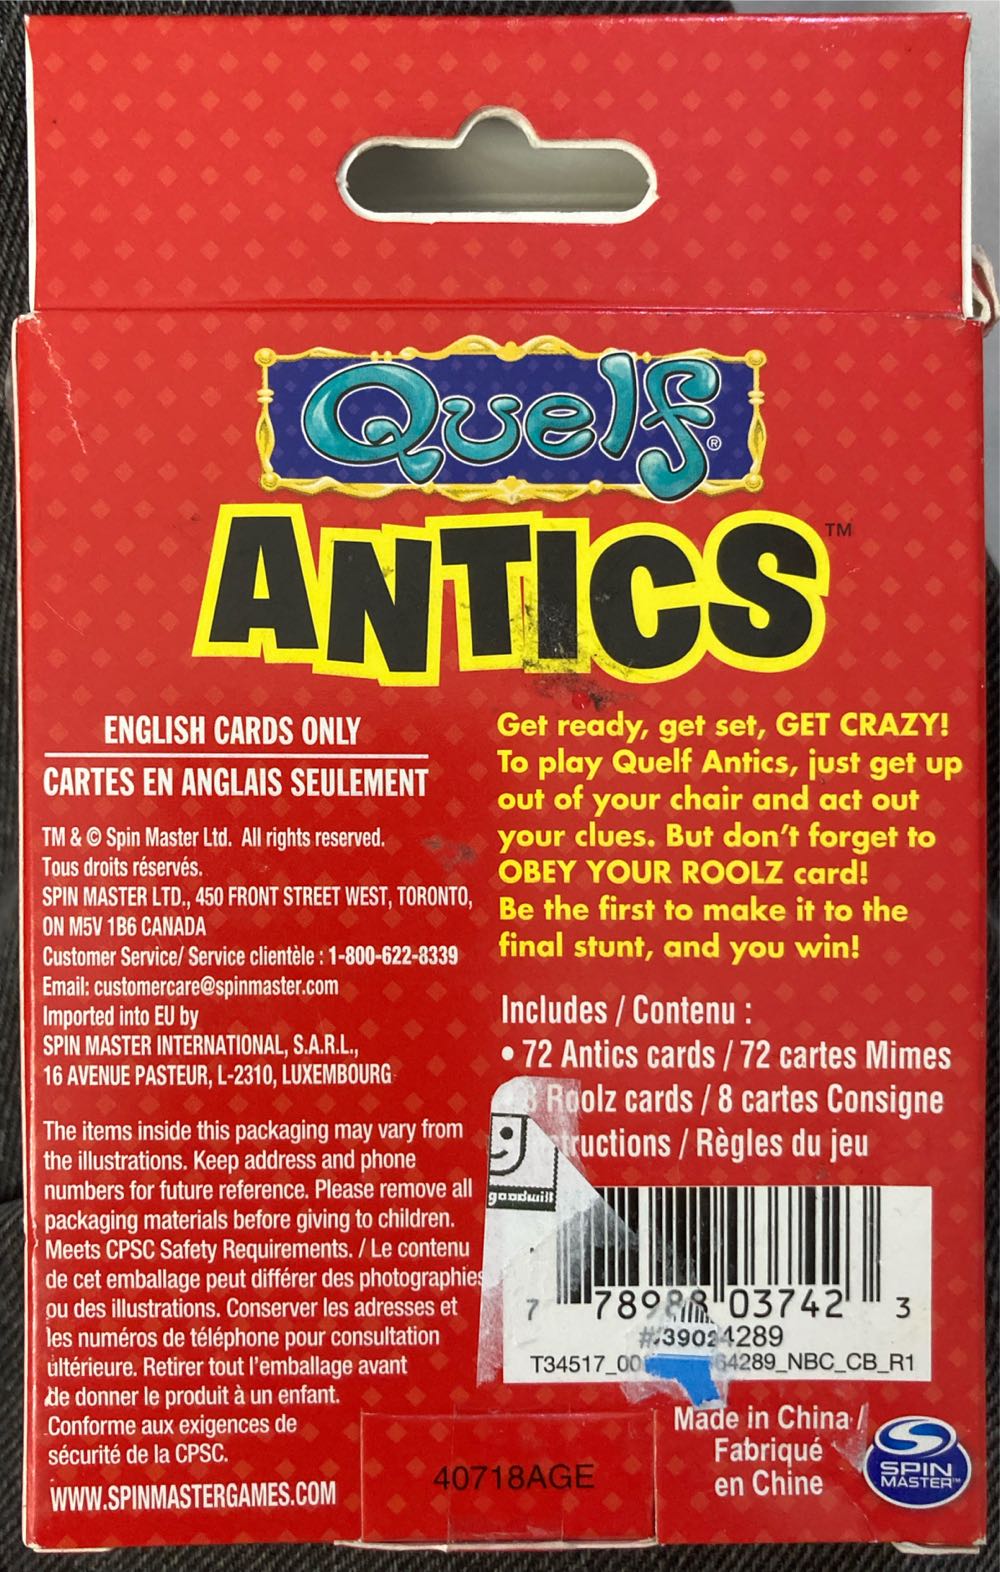 Quelf®
ANTICS™
ENGLISH CARDS ONLY
CARTES EN ANGLAIS SEULEMENT
TM & © Spin Master Ltd. All rights reserved.
Tous droits réservés.
SPIN MASTER LTD., 450 FRONT STREET WEST, TORONTO,
ON M5V 1B6 CANADA
Customer Service/ Service clientèle : 1-800-622-8339
Email: customercare@spinmaster.com
Imported into EU by
SPIN MASTER INTERNATIONAL, S.A.R.L.,
16 AVENUE PASTEUR, L-2310, LUXEMBOURG
The items inside this packaging may vary from
the illustrations. Keep address and phone
numbers for future reference. Please remove all
packaging materials before giving to children.
Meets CPSC Safety Requirements. / Le contenu
de cet emballage peut différer des photographies
ou des illustrations. Conserver les adresses et
les numéros de téléphone pour consultation
ultérieure. Retirer tout l'emballage avant
de donner le produit à un enfant.
Conforme aux exigences de
sécurité de la CPSC.
WWW.SPINMASTERGAMES.COM
Get ready, get set, GET CRAZY!
To play Quelf Antics, just get up
out of your chair and act out
your clues. But don't forget to
OBEY YOUR ROOLZ card!
Be the first to make it to the
final stunt, and you win!
Includes / Contenu :
• 72 Antics cards / 72 cartes Mimes
8 Roolz cards / 8 cartes Consigne
tructions / Règles du jeu
goodwill
7 78988 03742 3
4289
T34517_00 64289_NBC_CB_R1
Made in China /
Fabriqué
en Chine
SPIN
MASTER™
40718AGE